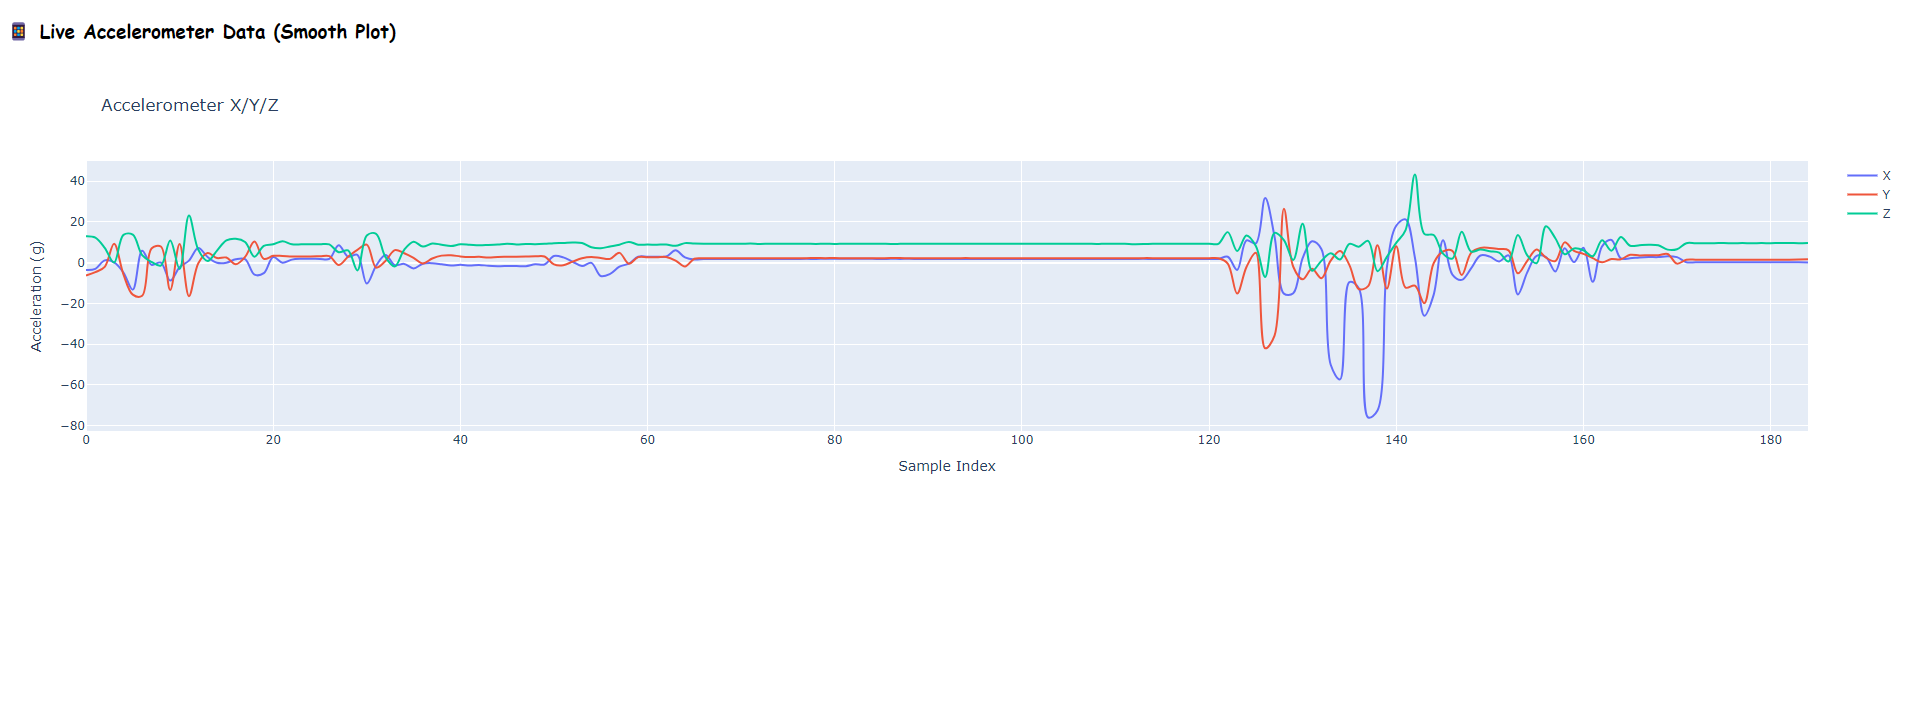 Live Accelerometer Data (Smooth Plot)
Accelerometer X/Y/Z
40
20
0
−20
−40
−60
−80
Acceleration (g)
0 20 40 60 80 100 120 140 160 180
Sample Index
X
Y
Z